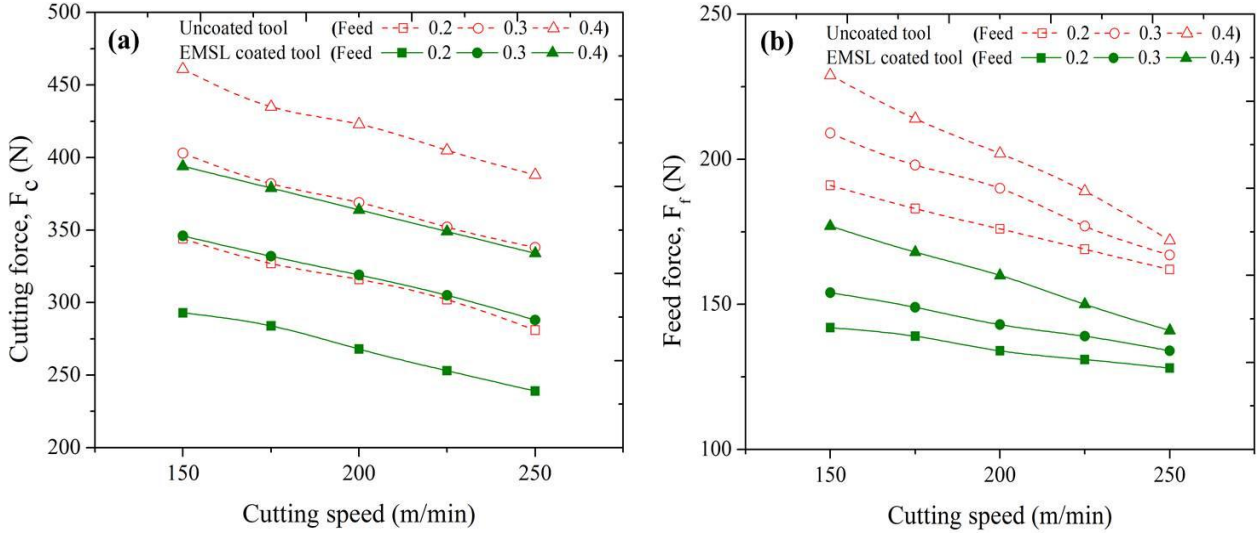 (a)
Uncoated tool (Feed 0.2 0.3 0.4)
EMSL coated tool (Feed 0.2 0.3 0.4)
500
450
400
350
300
250
200
Cutting force, Fc (N)
150 200 250
Cutting speed (m/min)
(b)
Uncoated tool (Feed 0.2 0.3 0.4)
EMSL coated tool (Feed 0.2 0.3 0.4)
250
200
150
100
Feed force, Ff (N)
150 200 250
Cutting speed (m/min)